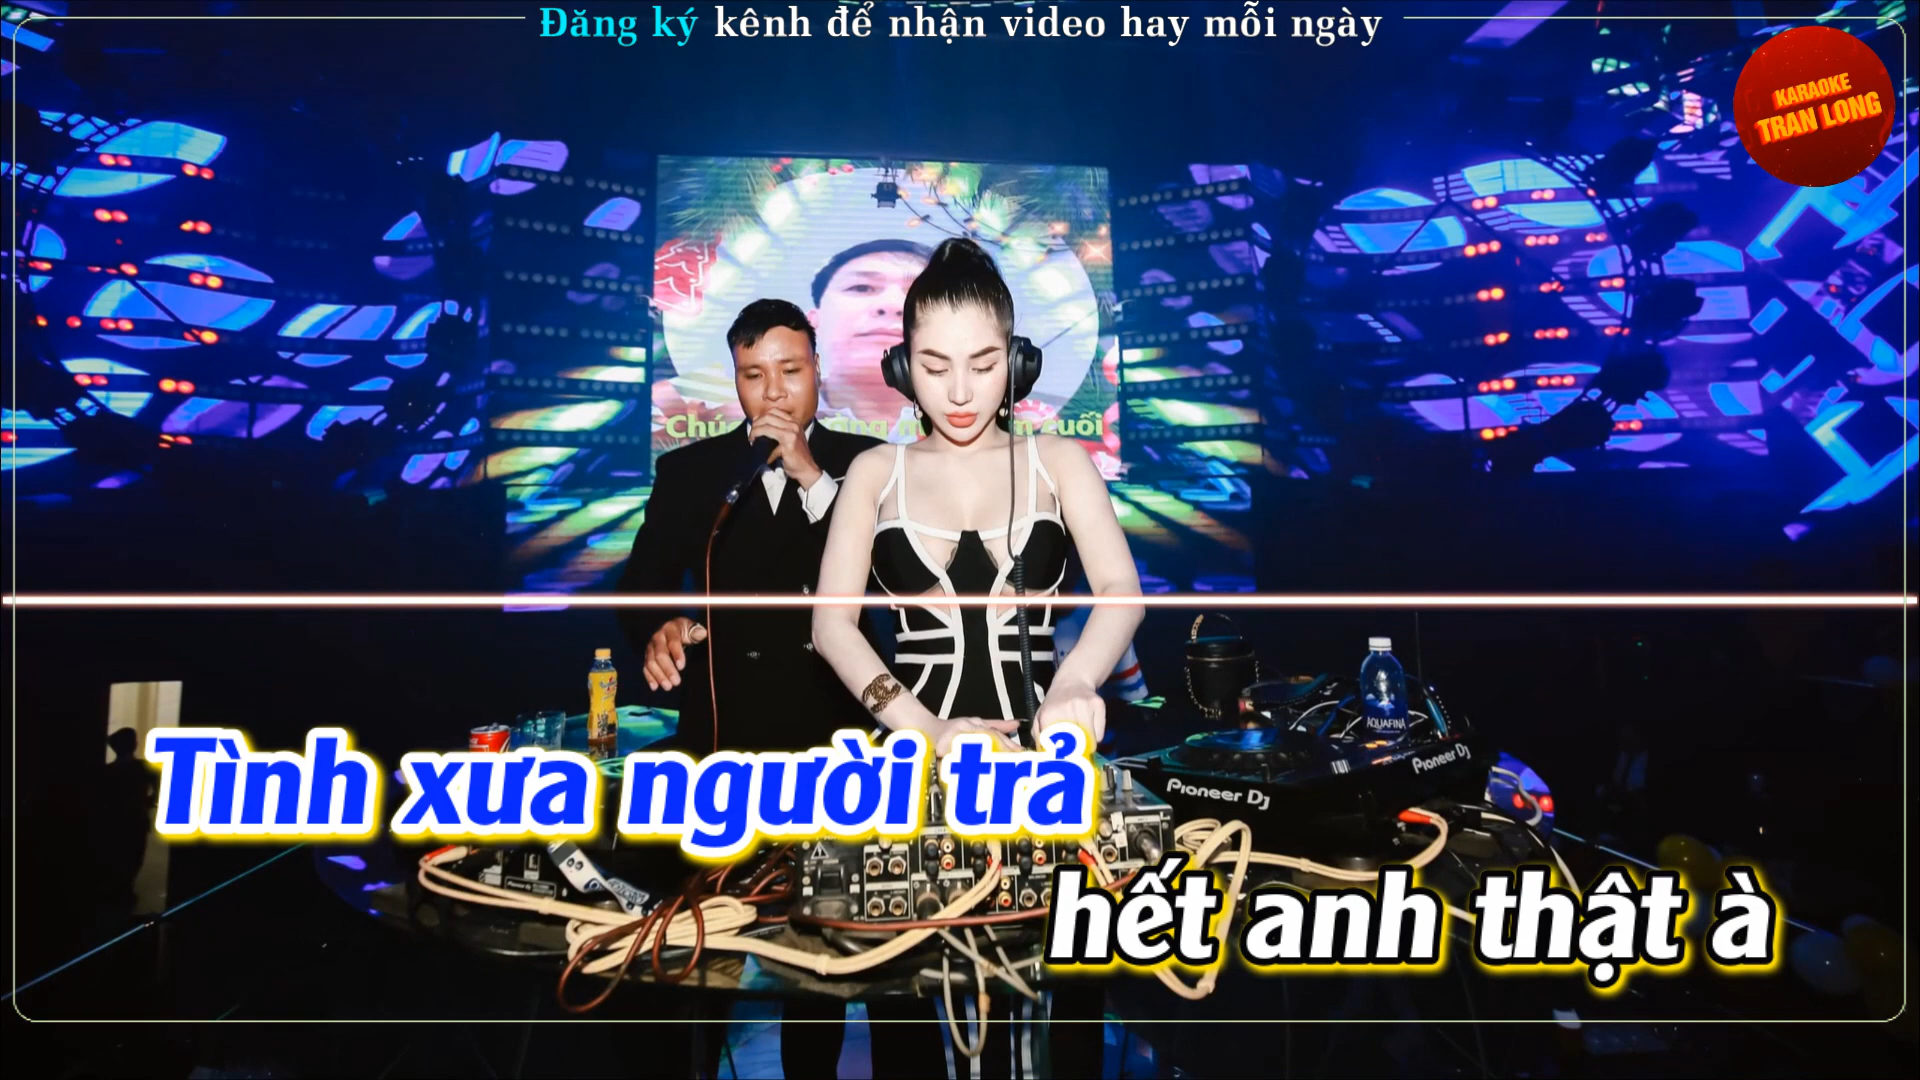 Đăng ký kênh để nhận video hay mỗi ngày
KARAOKE
TRAN LONG
cuối
AQUAFINA
Pioneer DJ
Pioneer DJ
Tình xưa người trả
hết anh thật à